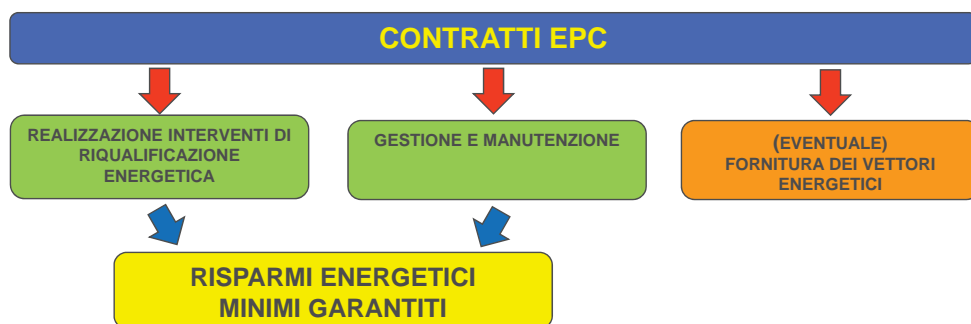 CONTRATTI EPC
REALIZZAZIONE INTERVENTI DI
RIQUALIFICAZIONE
ENERGETICA
GESTIONE E MANUTENZIONE
(EVENTUALE)
FORNITURA DEI VETTORI
ENERGETICI
RISPARMI ENERGETICI
MINIMI GARANTITI